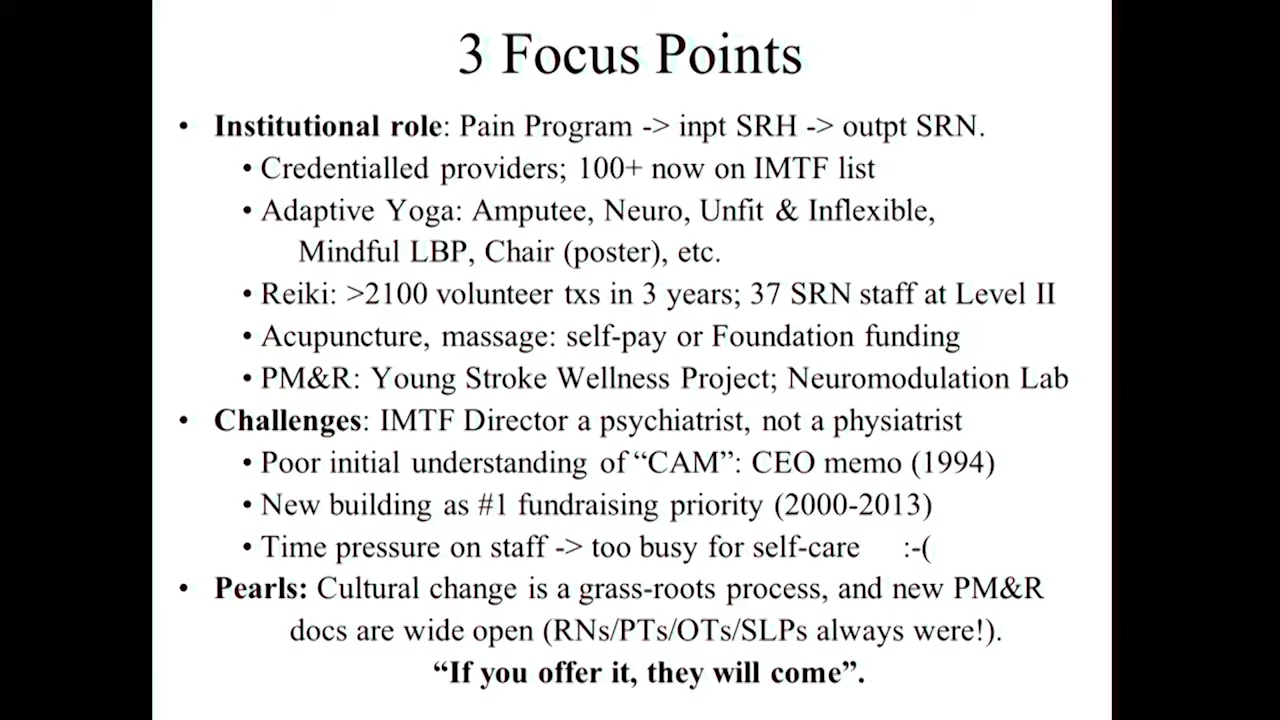 3 Focus Points
• Institutional role: Pain Program -> inpt SRH -> outpt SRN.
• Credentialled providers; 100+ now on IMTF list
• Adaptive Yoga: Amputee, Neuro, Unfit & Inflexible,
Mindful LBP, Chair (poster), etc.
• Reiki: >2100 volunteer txs in 3 years; 37 SRN staff at Level II
• Acupuncture, massage: self-pay or Foundation funding
• PM&R: Young Stroke Wellness Project; Neuromodulation Lab
• Challenges: IMTF Director a psychiatrist, not a physiatrist
• Poor initial understanding of “CAM”: CEO memo (1994)
• New building as #1 fundraising priority (2000-2013)
• Time pressure on staff -> too busy for self-care :-(
• Pearls: Cultural change is a grass-roots process, and new PM&R
docs are wide open (RNs/PTs/OTs/SLPs always were!).
“If you offer it, they will come”.